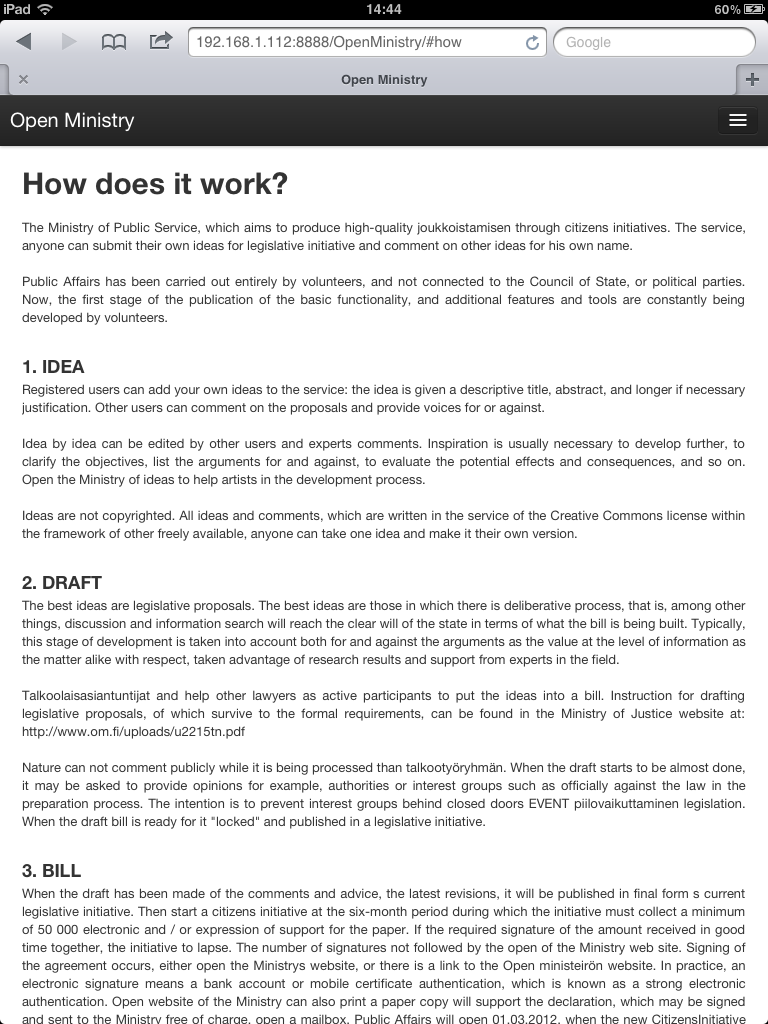 iPad 14:44 60%
192.168.1.112:8888/OpenMinistry/#how Google
Open Ministry
Open Ministry
How does it work?
The Ministry of Public Service, which aims to produce high-quality joukkoistamisen through citizens initiatives. The service,
anyone can submit their own ideas for legislative initiative and comment on other ideas for his own name.
Public Affairs has been carried out entirely by volunteers, and not connected to the Council of State, or political parties.
Now, the first stage of the publication of the basic functionality, and additional features and tools are constantly being
developed by volunteers.
1. IDEA
Registered users can add your own ideas to the service: the idea is given a descriptive title, abstract, and longer if necessary
justification. Other users can comment on the proposals and provide voices for or against.
Idea by idea can be edited by other users and experts comments. Inspiration is usually necessary to develop further, to
clarify the objectives, list the arguments for and against, to evaluate the potential effects and consequences, and so on.
Open the Ministry of ideas to help artists in the development process.
Ideas are not copyrighted. All ideas and comments, which are written in the service of the Creative Commons license within
the framework of other freely available, anyone can take one idea and make it their own version.
2. DRAFT
The best ideas are legislative proposals. The best ideas are those in which there is deliberative process, that is, among other
things, discussion and information search will reach the clear will of the state in terms of what the bill is being built. Typically,
this stage of development is taken into account both for and against the arguments as the value at the level of information as
the matter alike with respect, taken advantage of research results and support from experts in the field.
Talkoolaisasiantuntijat and help other lawyers as active participants to put the ideas into a bill. Instruction for drafting
legislative proposals, of which survive to the formal requirements, can be found in the Ministry of Justice website at:
http://www.om.fi/uploads/u2215tn.pdf
Nature can not comment publicly while it is being processed than talkootyöryhmän. When the draft starts to be almost done,
it may be asked to provide opinions for example, authorities or interest groups such as officially against the law in the
preparation process. The intention is to prevent interest groups behind closed doors EVENT piilovaikuttaminen legislation.
When the draft bill is ready for it "locked" and published in a legislative initiative.
3. BILL
When the draft has been made of the comments and advice, the latest revisions, it will be published in final form s current
legislative initiative. Then start a citizens initiative at the six-month period during which the initiative must collect a minimum
of 50 000 electronic and / or expression of support for the paper. If the required signature of the amount received in good
time together, the initiative to lapse. The number of signatures not followed by the open of the Ministry web site. Signing of
the agreement occurs, either open the Ministrys website, or there is a link to the Open ministeirön website. In practice, an
electronic signature means a bank account or mobile certificate authentication, which is known as a strong electronic
authentication. Open website of the Ministry can also print a paper copy will support the declaration, which may be signed
and sent to the Ministry free of charge, open a mailbox. Public Affairs will open 01.03.2012, when the new CitizensInitiative